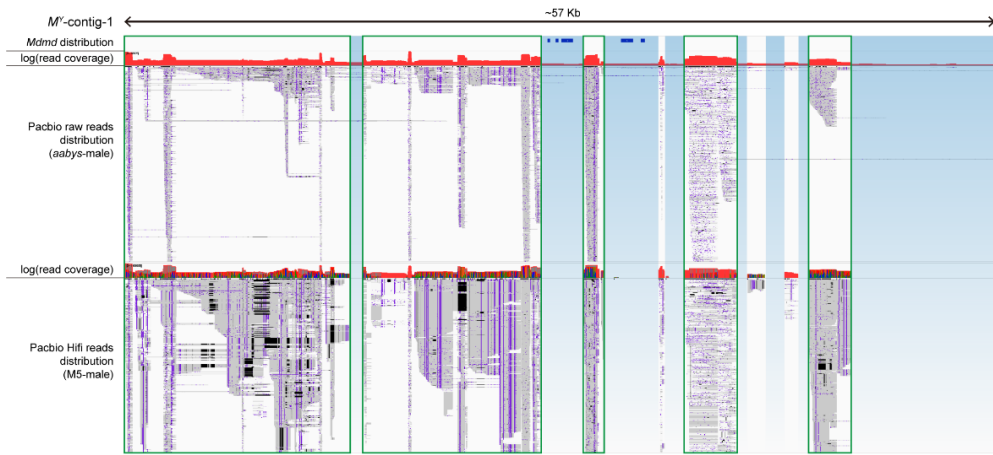 Mʸ-contig-1
~57 Kb
Mdmd distribution
log(read coverage)
Pacbio raw reads
distribution
(aabys-male)
log(read coverage)
Pacbio Hifi reads
distribution
(M5-male)